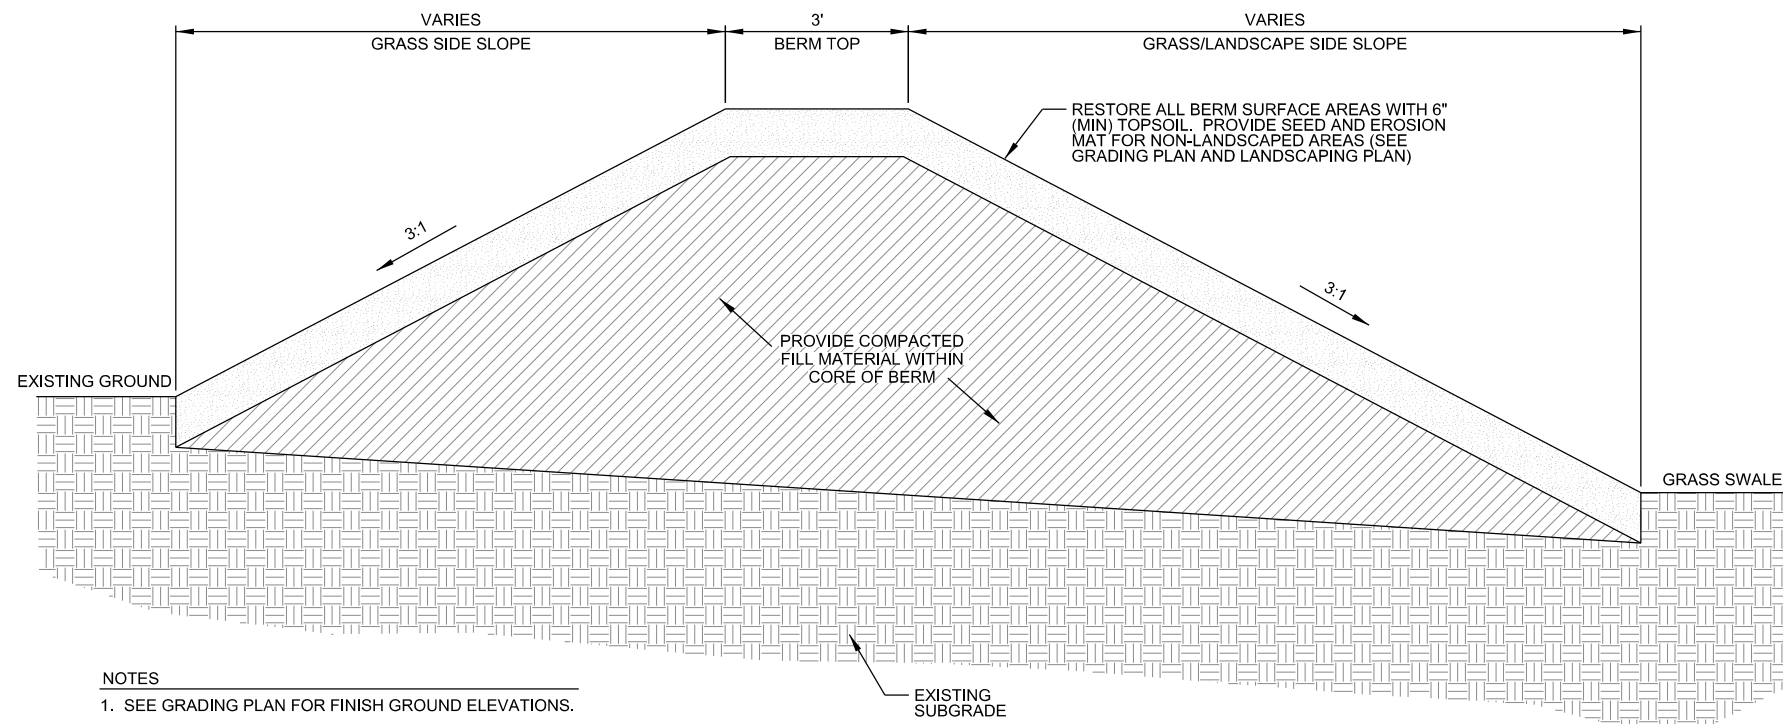 VARIES
GRASS SIDE SLOPE
3'
BERM TOP
VARIES
GRASS/LANDSCAPE SIDE SLOPE
RESTORE ALL BERM SURFACE AREAS WITH 6"
(MIN) TOPSOIL. PROVIDE SEED AND EROSION
MAT FOR NON-LANDSCAPED AREAS (SEE
GRADING PLAN AND LANDSCAPING PLAN)
3:1
3:1
PROVIDE COMPACTED
FILL MATERIAL WITHIN
CORE OF BERM
EXISTING GROUND
GRASS SWALE
NOTES
1. SEE GRADING PLAN FOR FINISH GROUND ELEVATIONS.
EXISTING
SUBGRADE